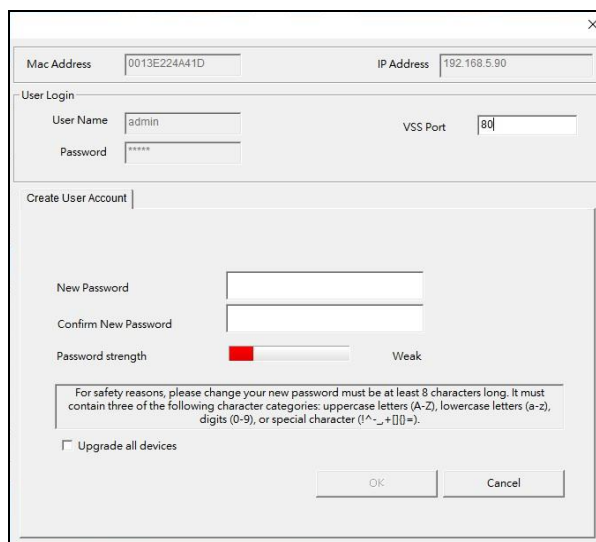 Mac Address 0013E224A41D IP Address 192.168.5.90
User Login
User Name admin VSS Port 80
Password *****
Create User Account
New Password
Confirm New Password
Password strength Weak
For safety reasons, please change your new password must be at least 8 characters long. It must
contain three of the following character categories: uppercase letters (A-Z), lowercase letters (a-z),
digits (0-9), or special character (!^-_,+[]{}=).
Upgrade all devices
OK Cancel